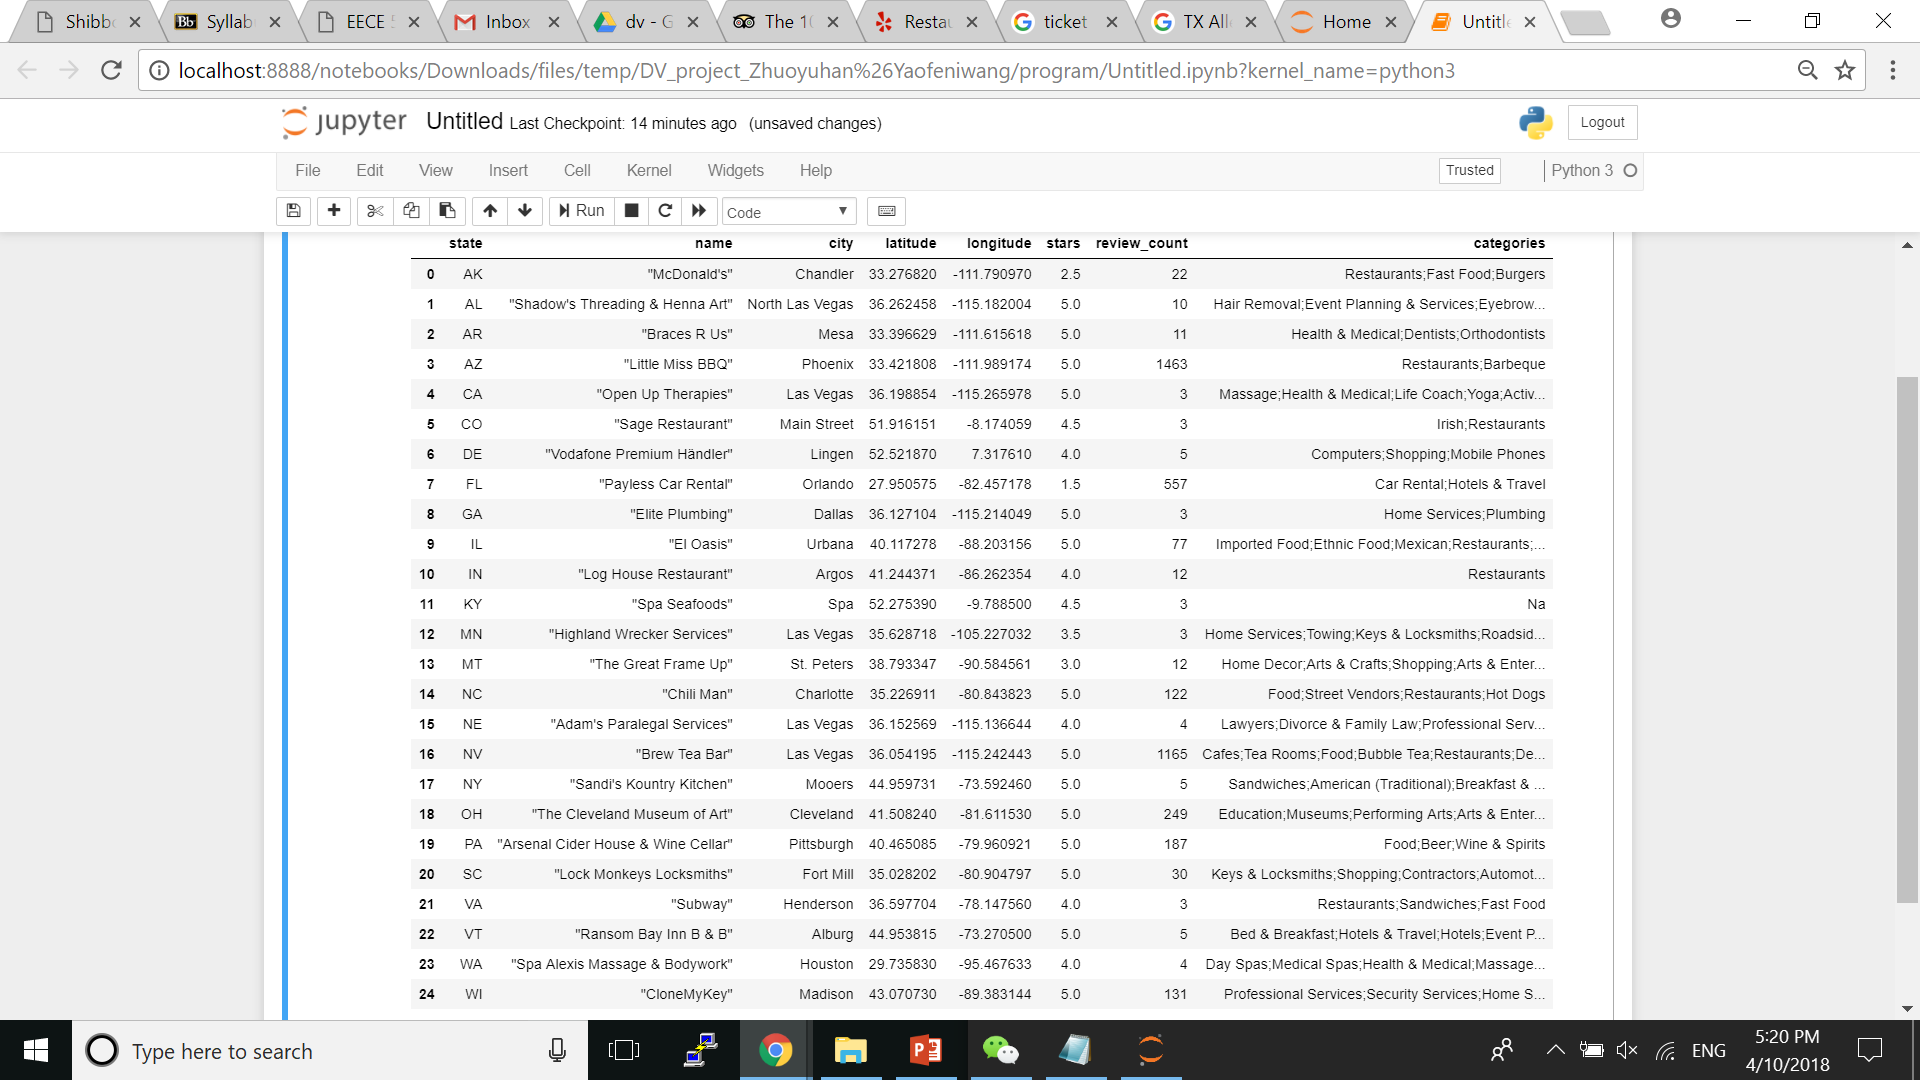 Shibb
Syllab
EECE
Inbox
dv - G
The 1
Restau
ticket
TX All
Home
Untitle
localhost:8888/notebooks/Downloads/files/temp/DV_project_Zhuoyuhan%26Yaofeniwang/program/Untitled.ipynb?kernel_name=python3
jupyter Untitled Last Checkpoint: 14 minutes ago (unsaved changes)
Logout
File Edit View Insert Cell Kernel Widgets Help
Trusted
Python 3
Run
Code
state name city latitude longitude stars review_count categories
0 AK "McDonald's" Chandler 33.276820 -111.790970 2.5 22 Restaurants;Fast Food;Burgers
1 AL "Shadow's Threading & Henna Art" North Las Vegas 36.262458 -115.182004 5.0 10 Hair Removal;Event Planning & Services;Eyebrow...
2 AR "Braces R Us" Mesa 33.396629 -111.615618 5.0 11 Health & Medical;Dentists;Orthodontists
3 AZ "Little Miss BBQ" Phoenix 33.421808 -111.989174 5.0 1463 Restaurants;Barbeque
4 CA "Open Up Therapies" Las Vegas 36.198854 -115.265978 5.0 3 Massage;Health & Medical;Life Coach;Yoga;Activ...
5 CO "Sage Restaurant" Main Street 51.916151 -8.174059 4.5 3 Irish;Restaurants
6 DE "Vodafone Premium Händler" Lingen 52.521870 7.317610 4.0 5 Computers;Shopping;Mobile Phones
7 FL "Payless Car Rental" Orlando 27.950575 -82.457178 1.5 557 Car Rental;Hotels & Travel
8 GA "Elite Plumbing" Dallas 36.127104 -115.214049 5.0 3 Home Services;Plumbing
9 IL "El Oasis" Urbana 40.117278 -88.203156 5.0 77 Imported Food;Ethnic Food;Mexican;Restaurants;...
10 IN "Log House Restaurant" Argos 41.244371 -86.262354 4.0 12 Restaurants
11 KY "Spa Seafoods" Spa 52.275390 -9.788500 4.5 3 Na
12 MN "Highland Wrecker Services" Las Vegas 35.628718 -105.227032 3.5 3 Home Services;Towing;Keys & Locksmiths;Roadsid...
13 MT "The Great Frame Up" St. Peters 38.793347 -90.584561 3.0 12 Home Decor;Arts & Crafts;Shopping;Arts & Enter...
14 NC "Chili Man" Charlotte 35.226911 -80.843823 5.0 122 Food;Street Vendors;Restaurants;Hot Dogs
15 NE "Adam's Paralegal Services" Las Vegas 36.152569 -115.136644 4.0 4 Lawyers;Divorce & Family Law;Professional Serv...
16 NV "Brew Tea Bar" Las Vegas 36.054195 -115.242443 5.0 1165 Cafes;Tea Rooms;Food;Bubble Tea;Restaurants;De...
17 NY "Sandi's Kountry Kitchen" Mooers 44.959731 -73.592460 5.0 5 Sandwiches;American (Traditional);Breakfast & ...
18 OH "The Cleveland Museum of Art" Cleveland 41.508240 -81.611530 5.0 249 Education;Museums;Performing Arts;Arts & Enter...
19 PA "Arsenal Cider House & Wine Cellar" Pittsburgh 40.465085 -79.960921 5.0 187 Food;Beer;Wine & Spirits
20 SC "Lock Monkeys Locksmiths" Fort Mill 35.028202 -80.904797 5.0 30 Keys & Locksmiths;Shopping;Contractors;Automot...
21 VA "Subway" Henderson 36.597704 -78.147560 4.0 3 Restaurants;Sandwiches;Fast Food
22 VT "Ransom Bay Inn B & B" Alburg 44.953815 -73.270500 5.0 5 Bed & Breakfast;Hotels & Travel;Hotels;Event P...
23 WA "Spa Alexis Massage & Bodywork" Houston 29.735830 -95.467633 4.0 4 Day Spas;Medical Spas;Health & Medical;Massage...
24 WI "CloneMyKey" Madison 43.070730 -89.383144 5.0 131 Professional Services;Security Services;Home S...
Type here to search
ENG
5:20 PM
4/10/2018